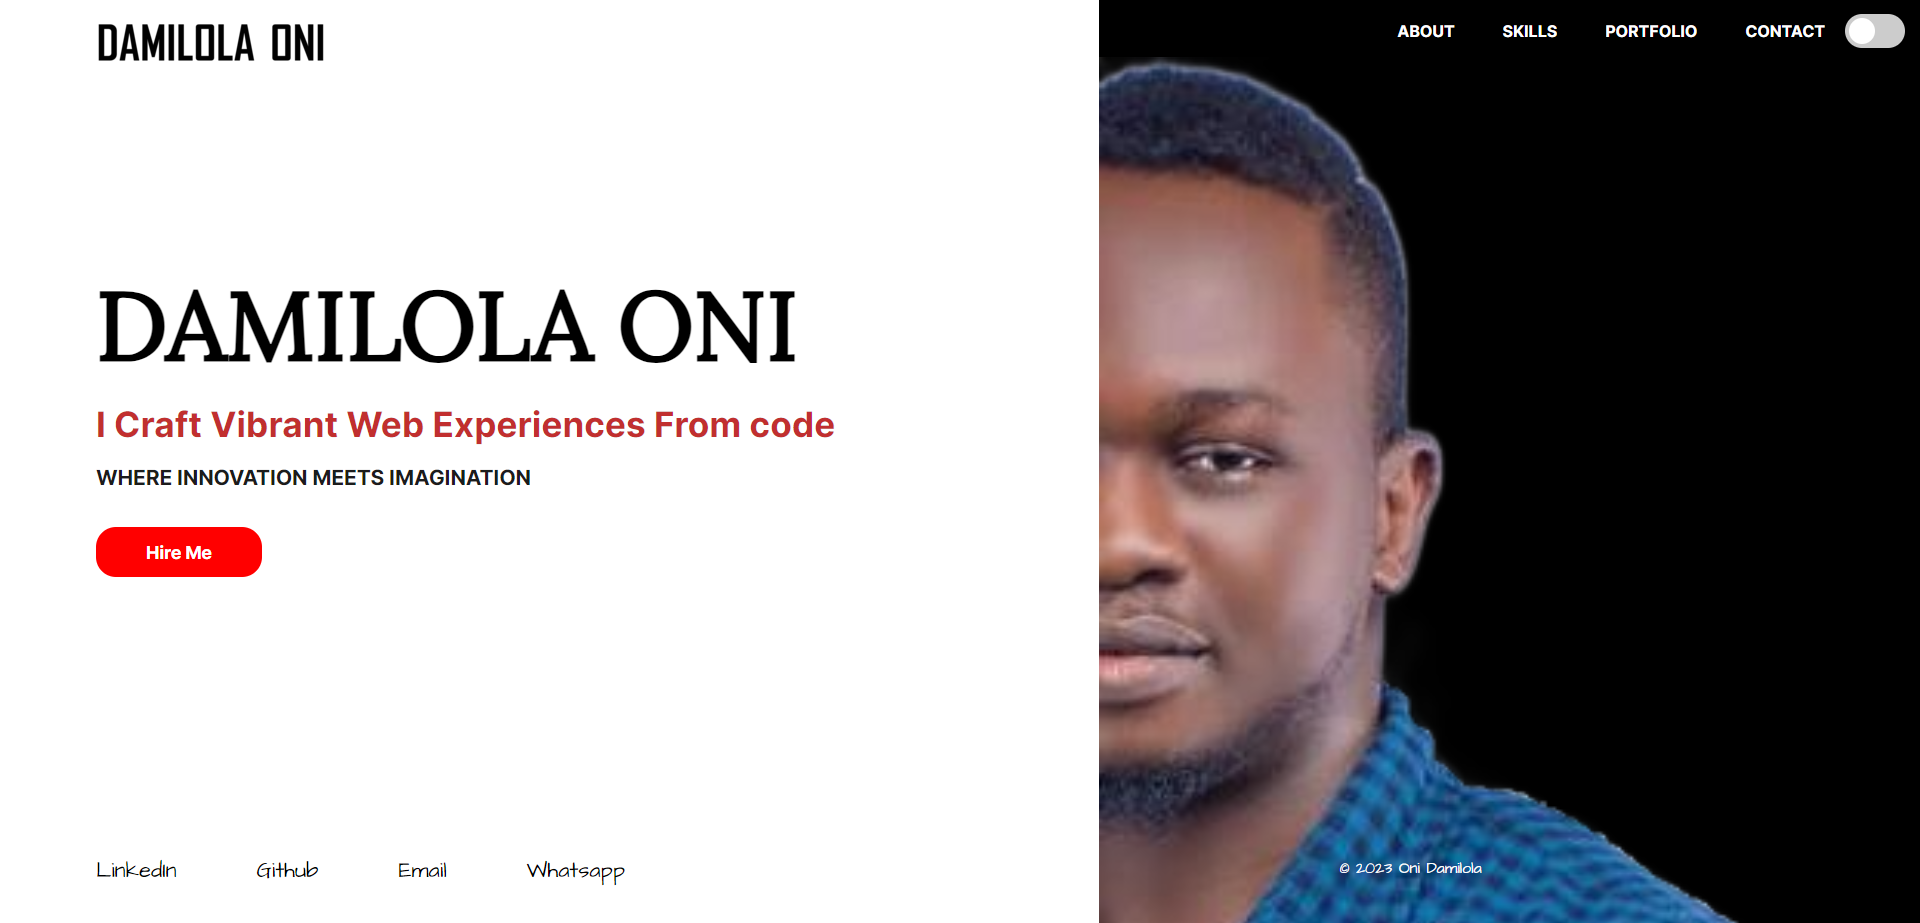 DAMILOLA ONI
ABOUT SKILLS PORTFOLIO CONTACT
DAMILOLA ONI
I Craft Vibrant Web Experiences From code
WHERE INNOVATION MEETS IMAGINATION
Hire Me
LinkedIn Github Email Whatsapp
© 2023 Oni Damilola